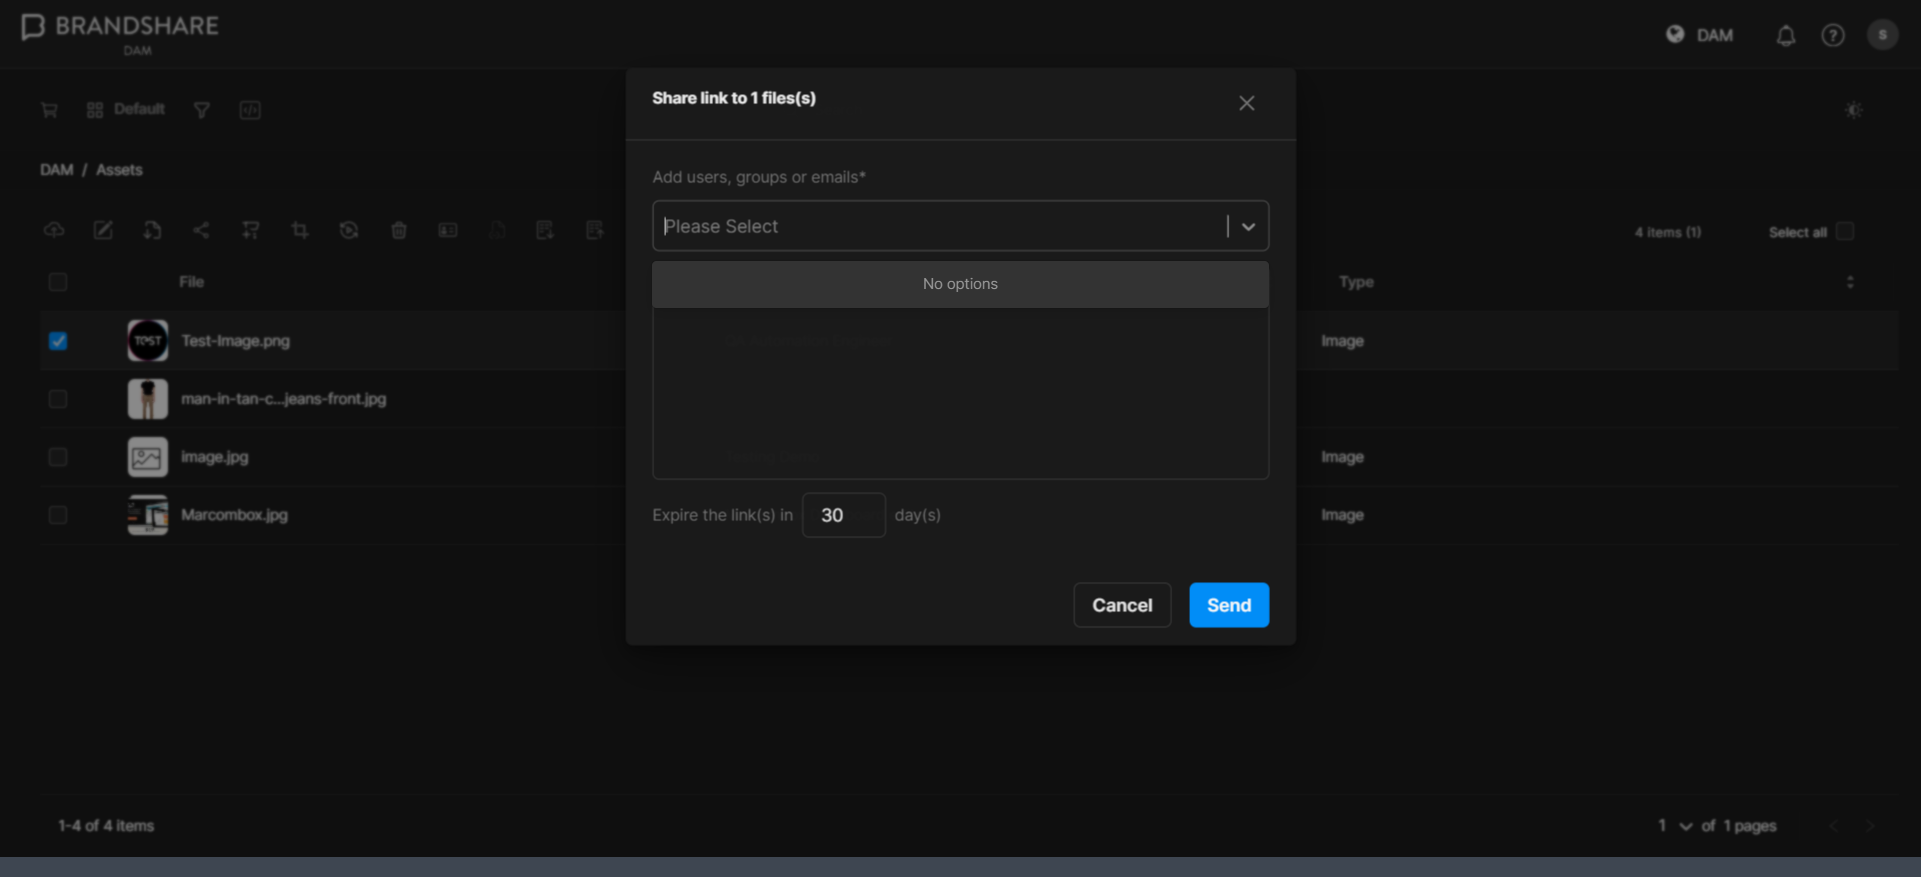 BRANDSHARE
DAM
DAM
?
S
Default
DAM / Assets
4 items (1)
Select all
File
Type
TEST
Test-Image.png
Image
man-in-tan-c...jeans-front.jpg
image.jpg
Image
Marcombox.jpg
Image
Share link to 1 files(s)
Add users, groups or emails*
Please Select
No options
Expire the link(s) in 30 day(s)
Cancel
Send
1-4 of 4 items
1 of 1 pages